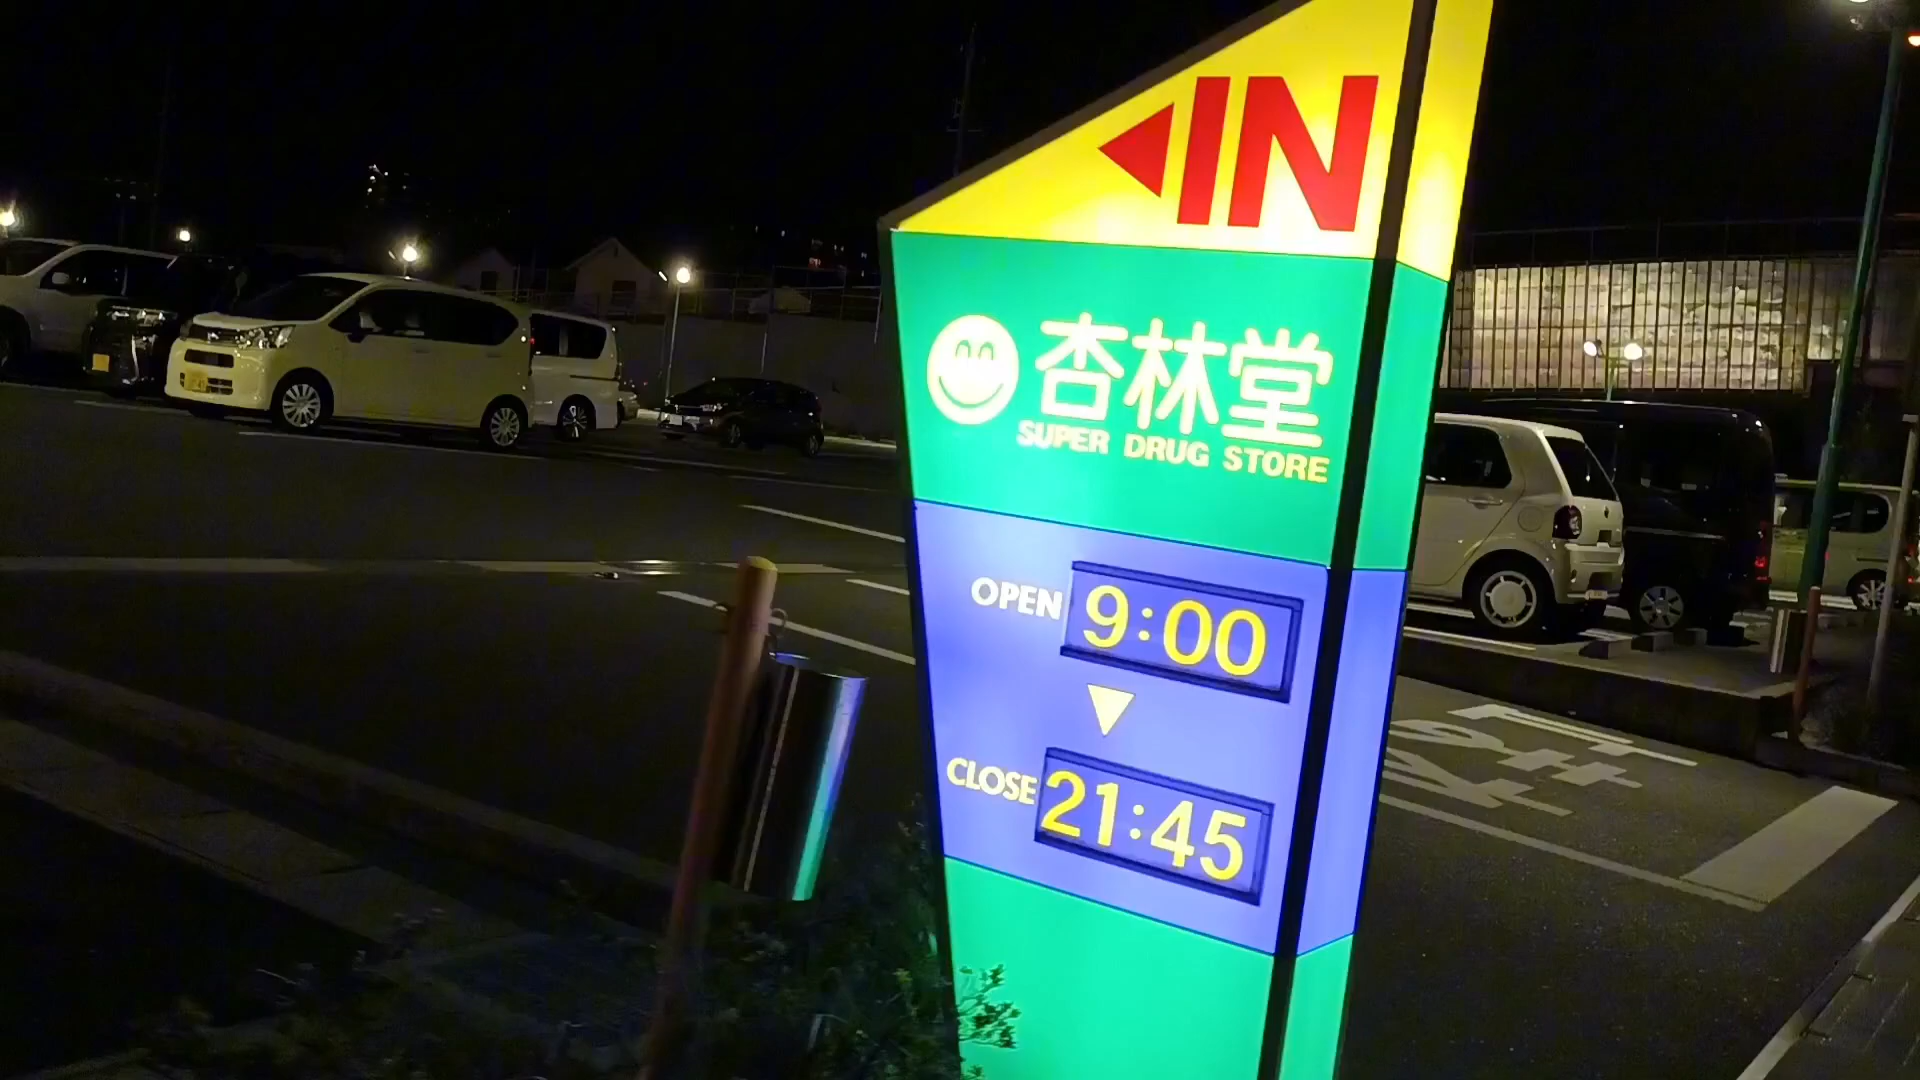 IN
杏林堂
SUPER DRUG STORE
OPEN 9:00
CLOSE 21:45